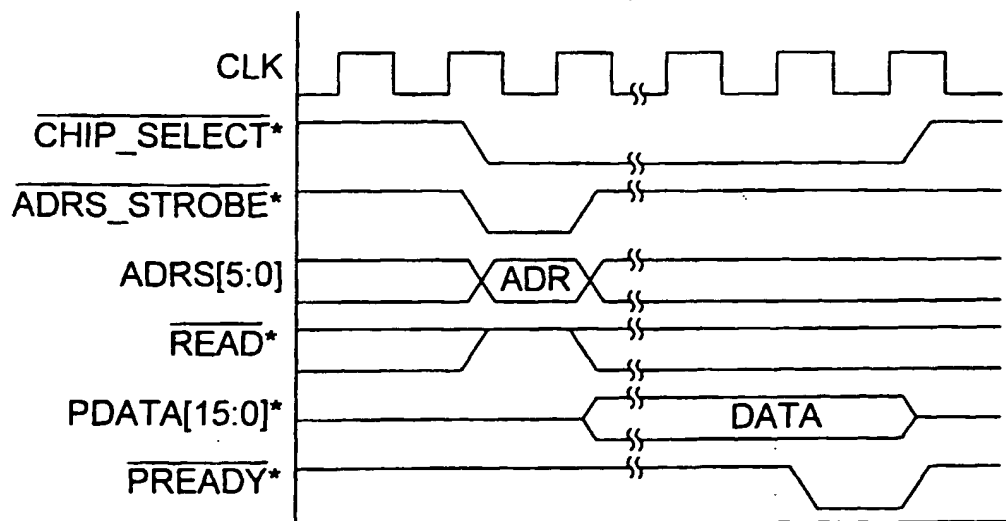 CLK
CHIP_SELECT*
ADRS_STROBE*
ADRS[5:0]
ADR
READ*
PDATA[15:0]*
DATA
PREADY*